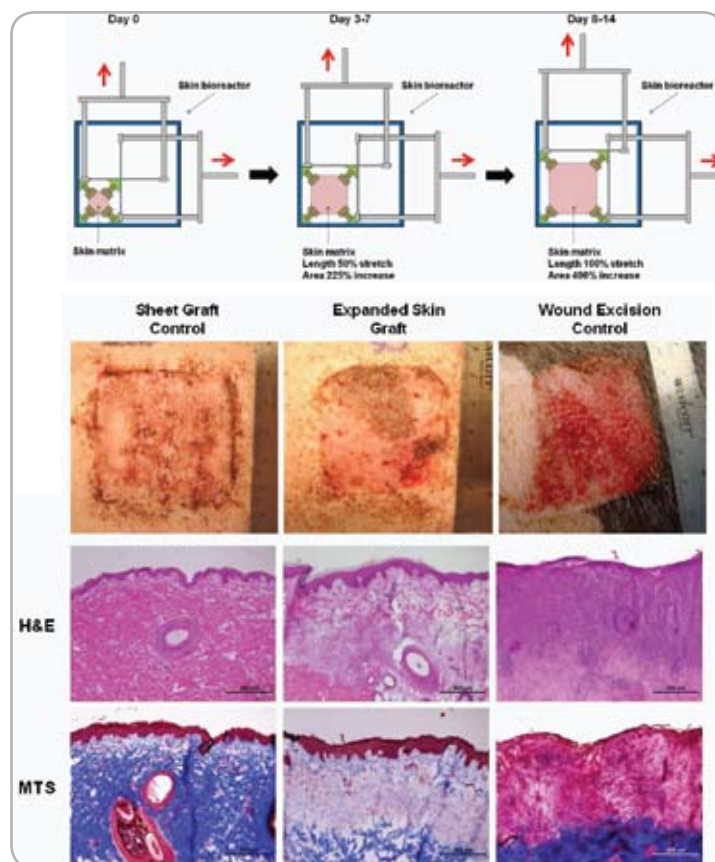 Day 0 Day 3-7 Day 8-14
Skin bioreactor Skin bioreactor Skin bioreactor
Skin matrix
Skin matrix
Length 50% stretch
Area 225% increase
Skin matrix
Length 100% stretch
Area 400% increase
Sheet Graft
Control
Expanded Skin
Graft
Wound Excision
Control
H&E
MTS